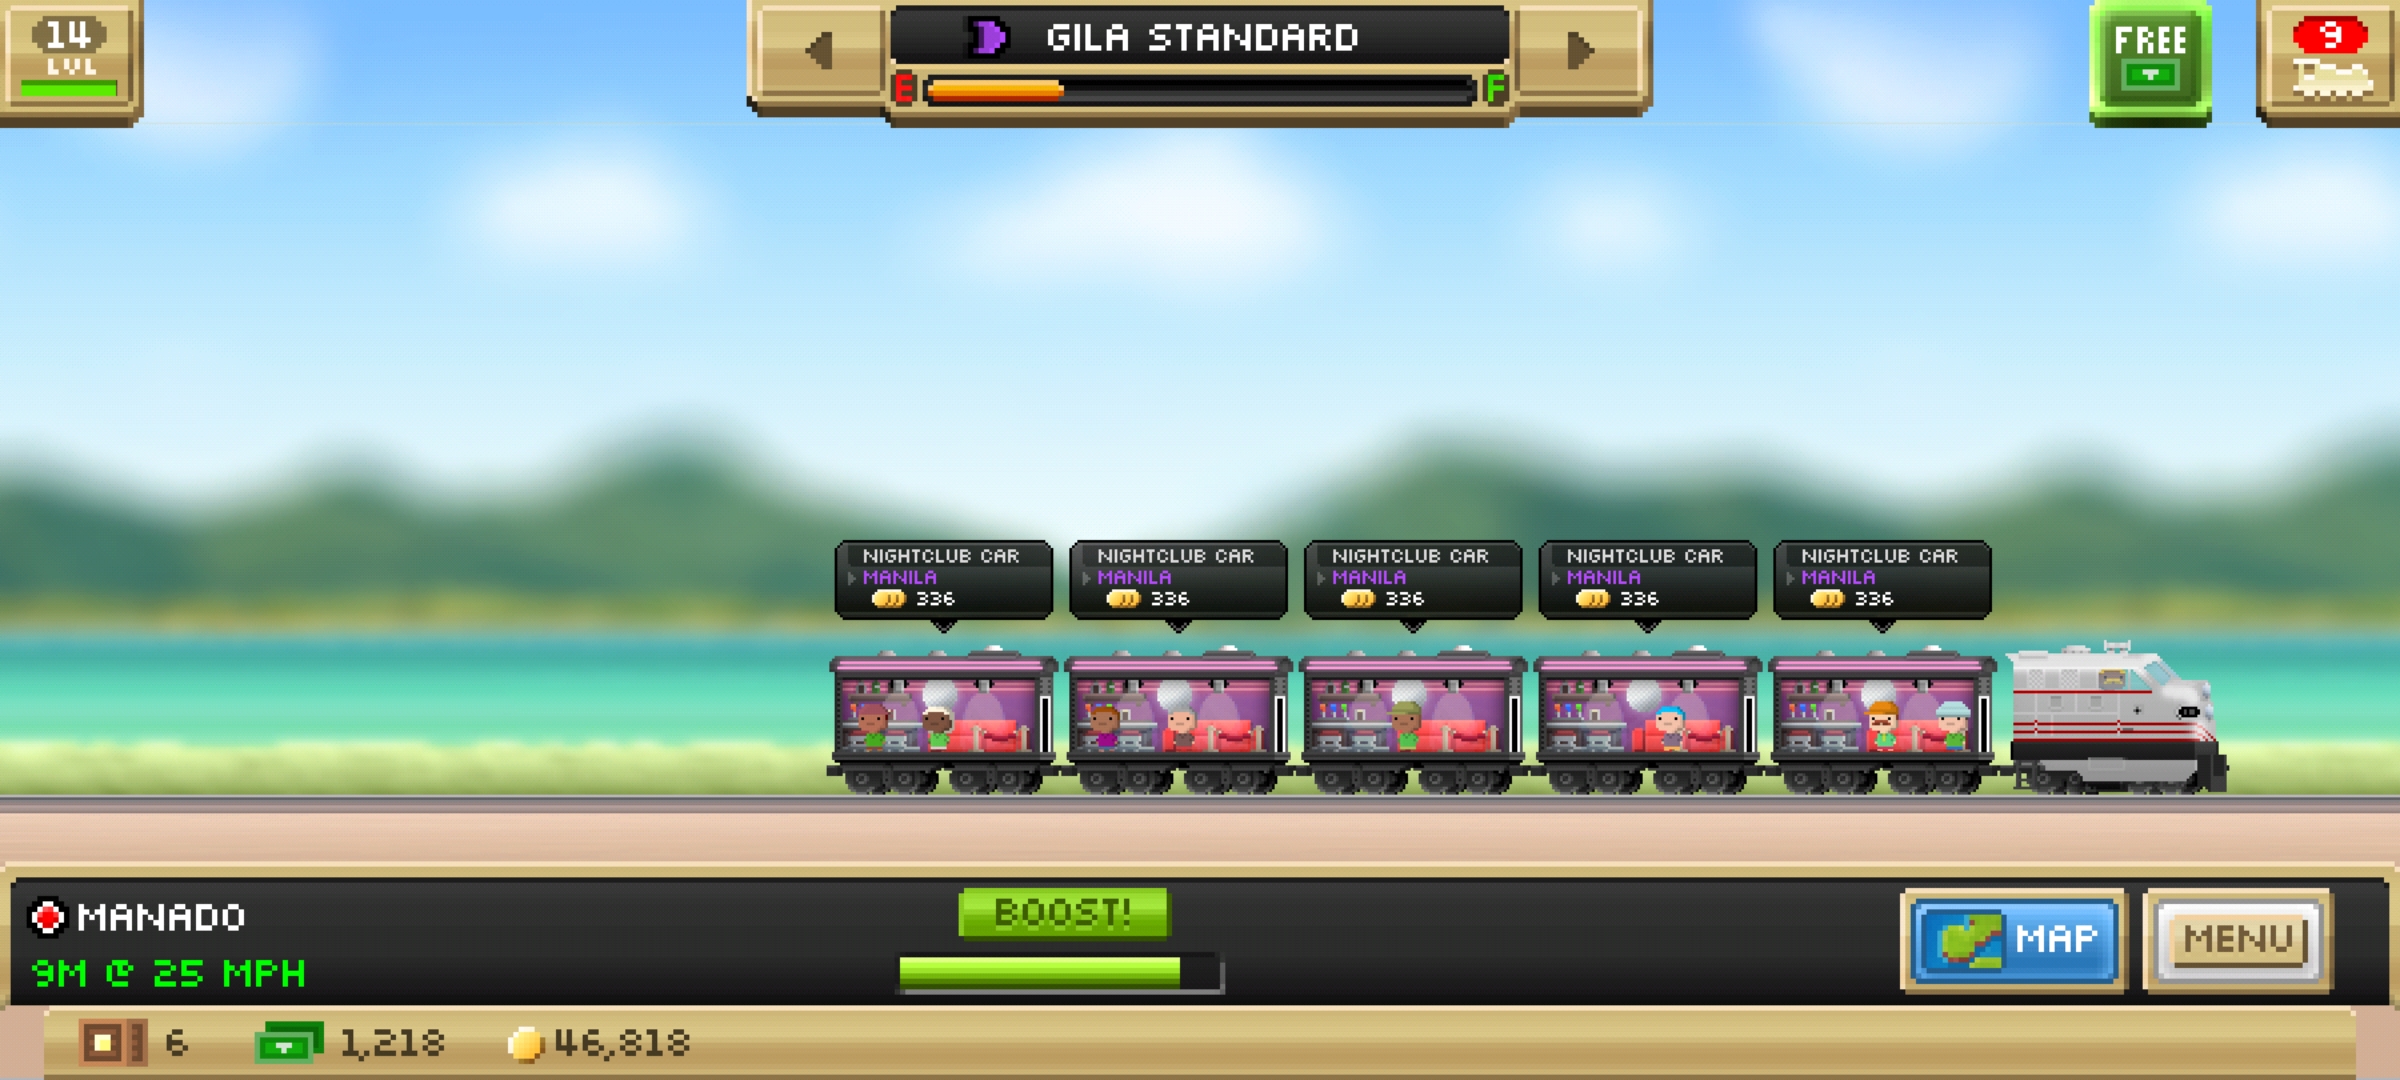 14
LVL
GILA STANDARD
E F
FREE
9
NIGHTCLUB CAR
MANILA
336
NIGHTCLUB CAR
MANILA
336
NIGHTCLUB CAR
MANILA
336
NIGHTCLUB CAR
MANILA
336
NIGHTCLUB CAR
MANILA
336
MANADO
9M @ 25 MPH
BOOST!
MAP
MENU
6 1,218 46,818